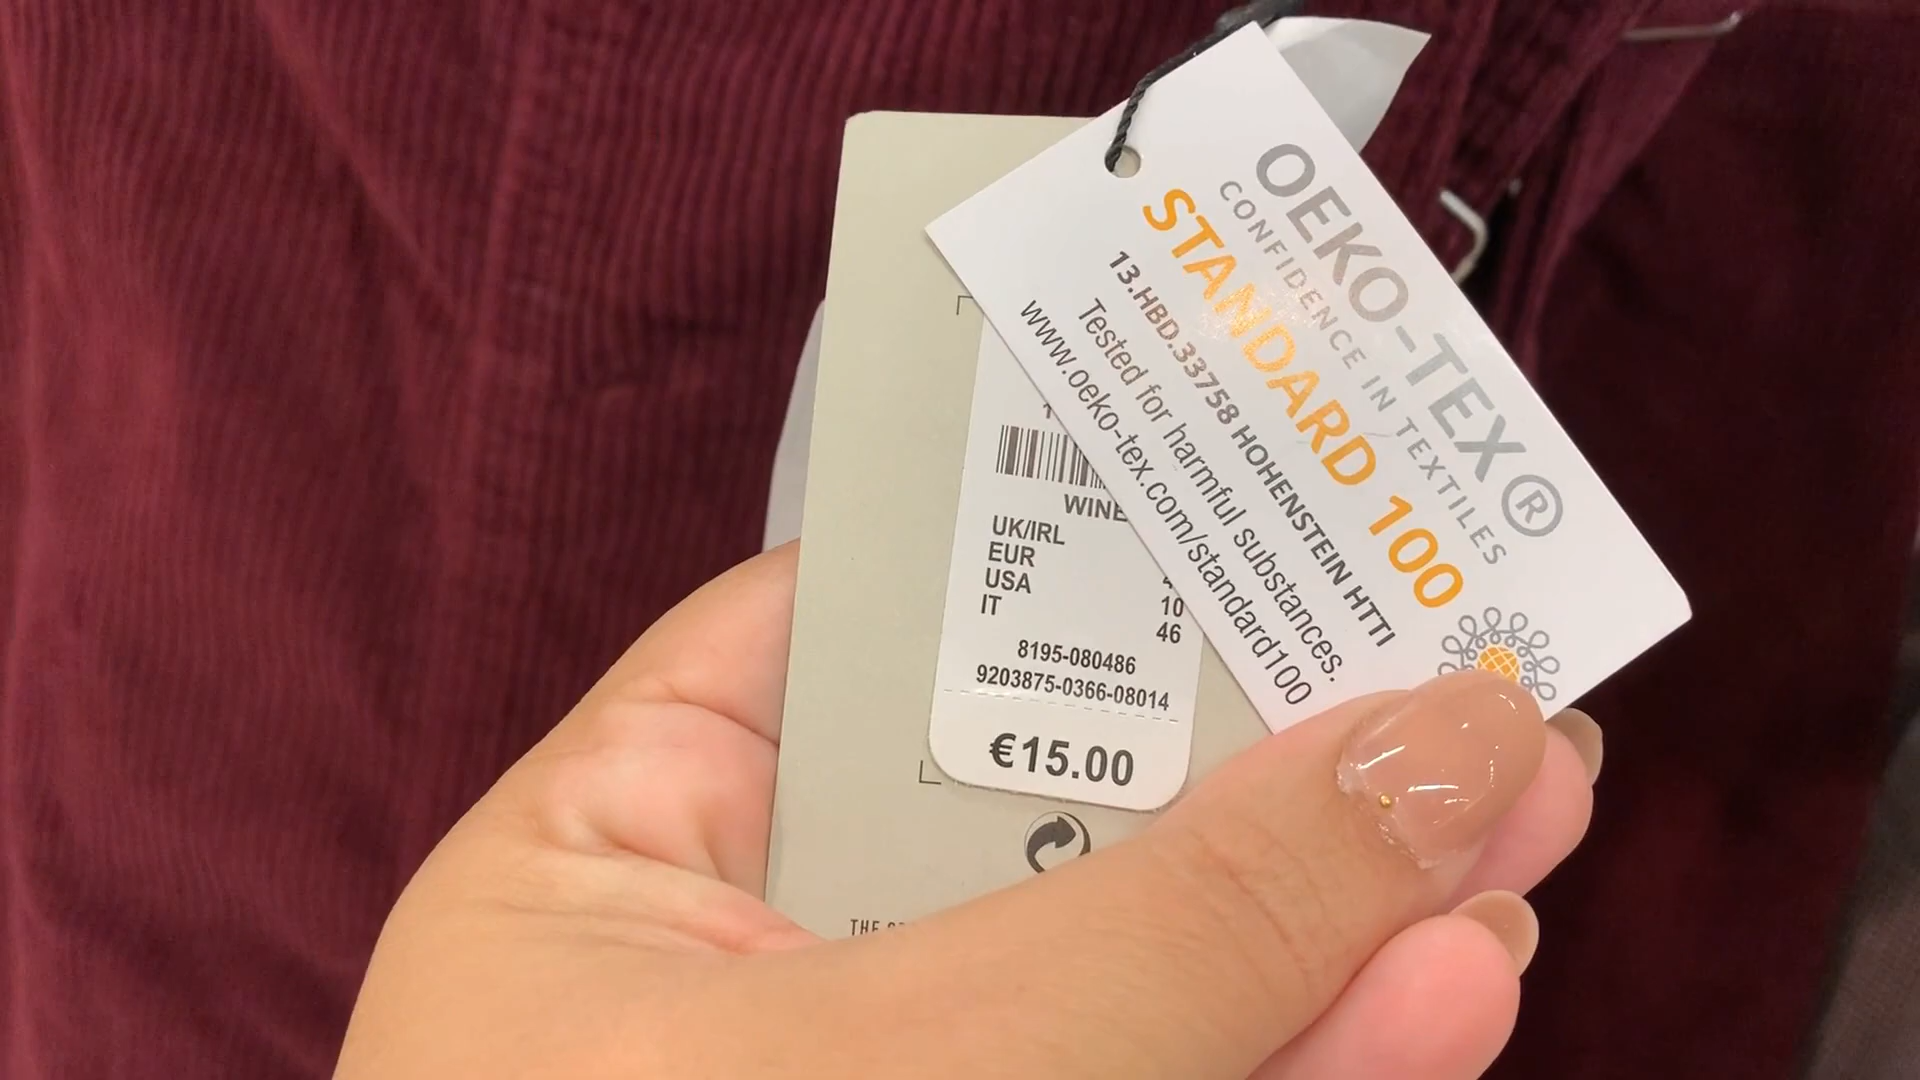 OEKO-TEX®
CONFIDENCE IN TEXTILES
STANDARD 100
13.HBD.33758 HOHENSTEIN HTTI
Tested for harmful substances.
www.oeko-tex.com/standard100
WINE
UK/IRL
EUR
USA 10
IT 46
8195-080486
9203875-0366-08014
€15.00
THE